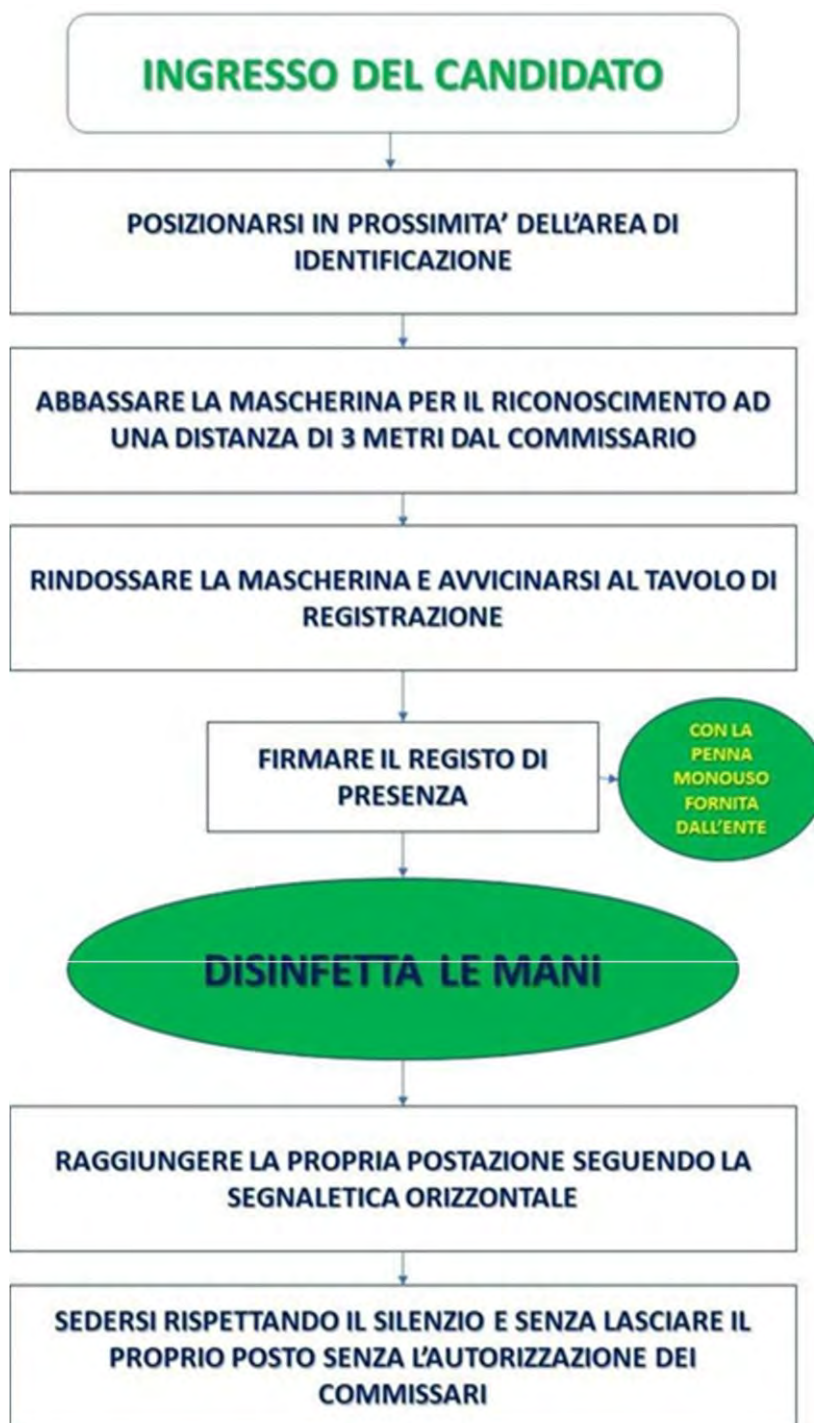 INGRESSO DEL CANDIDATO
POSIZIONARSI IN PROSSIMITA' DELL'AREA DI
IDENTIFICAZIONE
ABBASSARE LA MASCHERINA PER IL RICONOSCIMENTO AD
UNA DISTANZA DI 3 METRI DAL COMMISSARIO
RINDOSSARE LA MASCHERINA E AVVICINARSI AL TAVOLO DI
REGISTRAZIONE
FIRMARE IL REGISTO DI
PRESENZA
CON LA
PENNA
MONOUSO
FORNITA
DALL'ENTE
DISINFETTA LE MANI
RAGGIUNGERE LA PROPRIA POSTAZIONE SEGUENDO LA
SEGNALETICA ORIZZONTALE
SEDERSI RISPETTANDO IL SILENZIO E SENZA LASCIARE IL
PROPRIO POSTO SENZA L'AUTORIZZAZIONE DEI
COMMISSARI